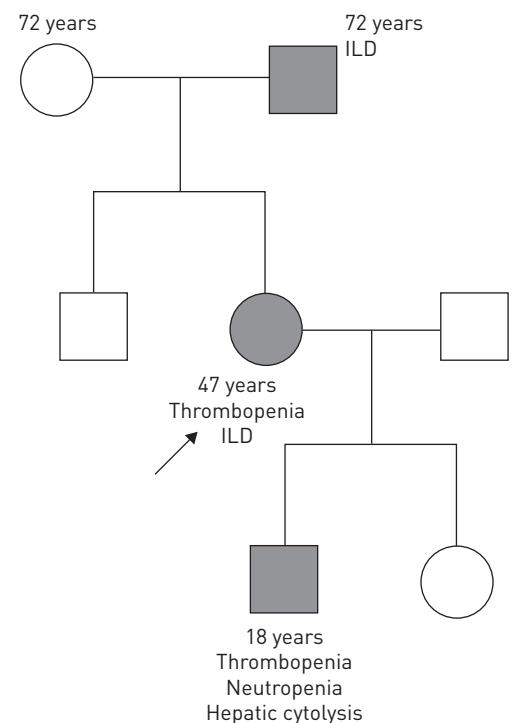 72 years
72 years
ILD
47 years
Thrombopenia
ILD
18 years
Thrombopenia
Neutropenia
Hepatic cytolysis